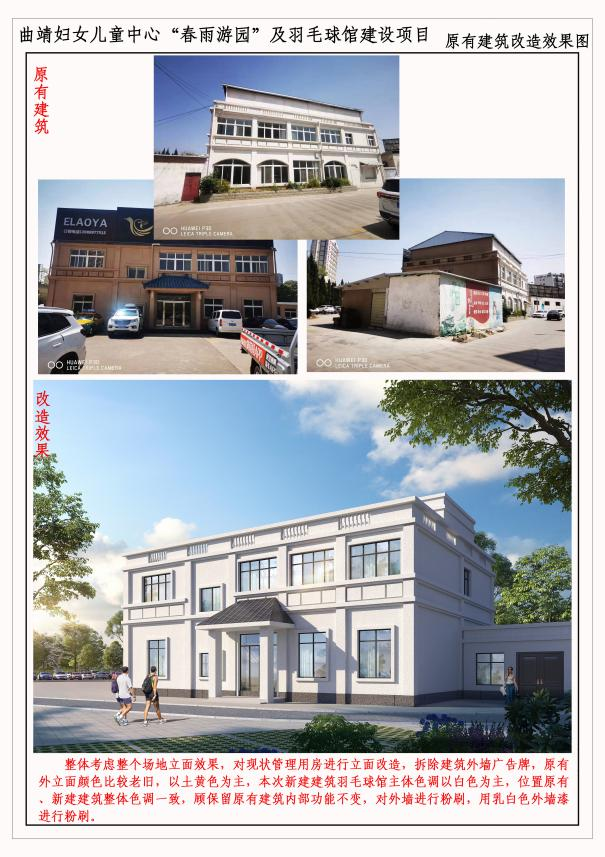 曲靖妇女儿童中心“春雨游园”及羽毛球馆建设项目
原有建筑改造效果图
原有建筑
HUAWEI P30
LEICA TRIPLE CAMERA
ELAOYA
HUAWEI P30
LEICA TRIPLE CAMERA
HUAWEI P30
LEICA TRIPLE CAMERA
改造效果
整体考虑整个场地立面效果，对现状管理用房进行立面改造，拆除建筑外墙广告牌，原有
外立面颜色比较老旧，以土黄色为主，本次新建建筑羽毛球馆主体色调以白色为主，位置原有
、新建建筑整体色调一致，顾保留原有建筑内部功能不变，对外墙进行粉刷，用乳白色外墙漆
进行粉刷。